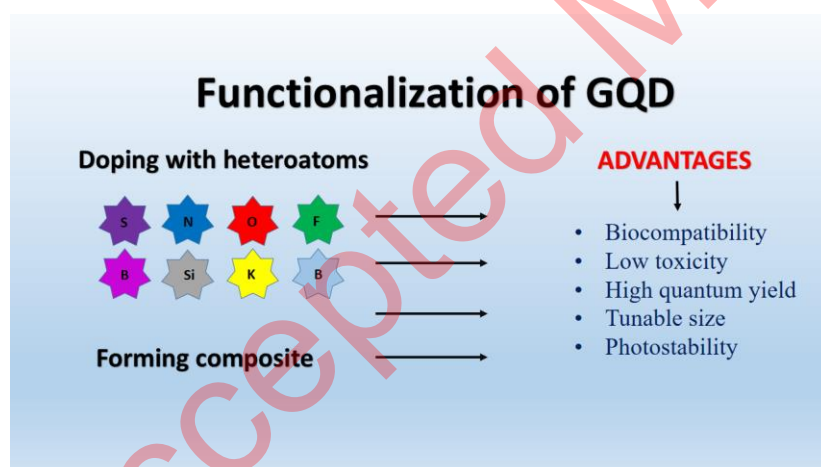 Functionalization of GQD
Doping with heteroatoms
S N O F
B Si K B
Forming composite
ADVANTAGES
• Biocompatibility
• Low toxicity
• High quantum yield
• Tunable size
• Photostability
ccepted M